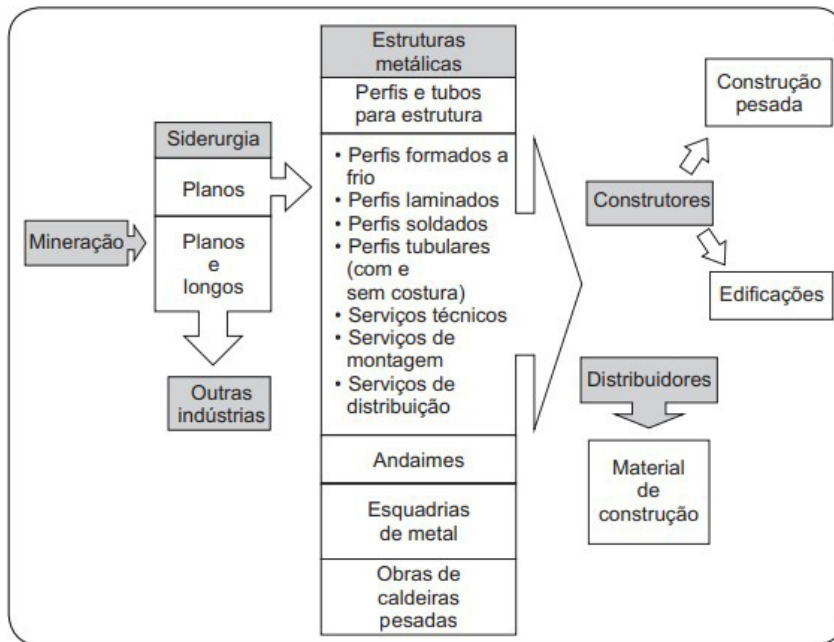 Mineração
Siderurgia
Planos
Planos
e
longos
Outras
indústrias
Estruturas
metálicas
Perfis e tubos
para estrutura
• Perfis formados a
frio
• Perfis laminados
• Perfis soldados
• Perfis tubulares
(com e
sem costura)
• Serviços técnicos
• Serviços de
montagem
• Serviços de
distribuição
Andaimes
Esquadrias
de metal
Obras de
caldeiras
pesadas
Construtores
Construção
pesada
Edificações
Distribuidores
Material
de
construção